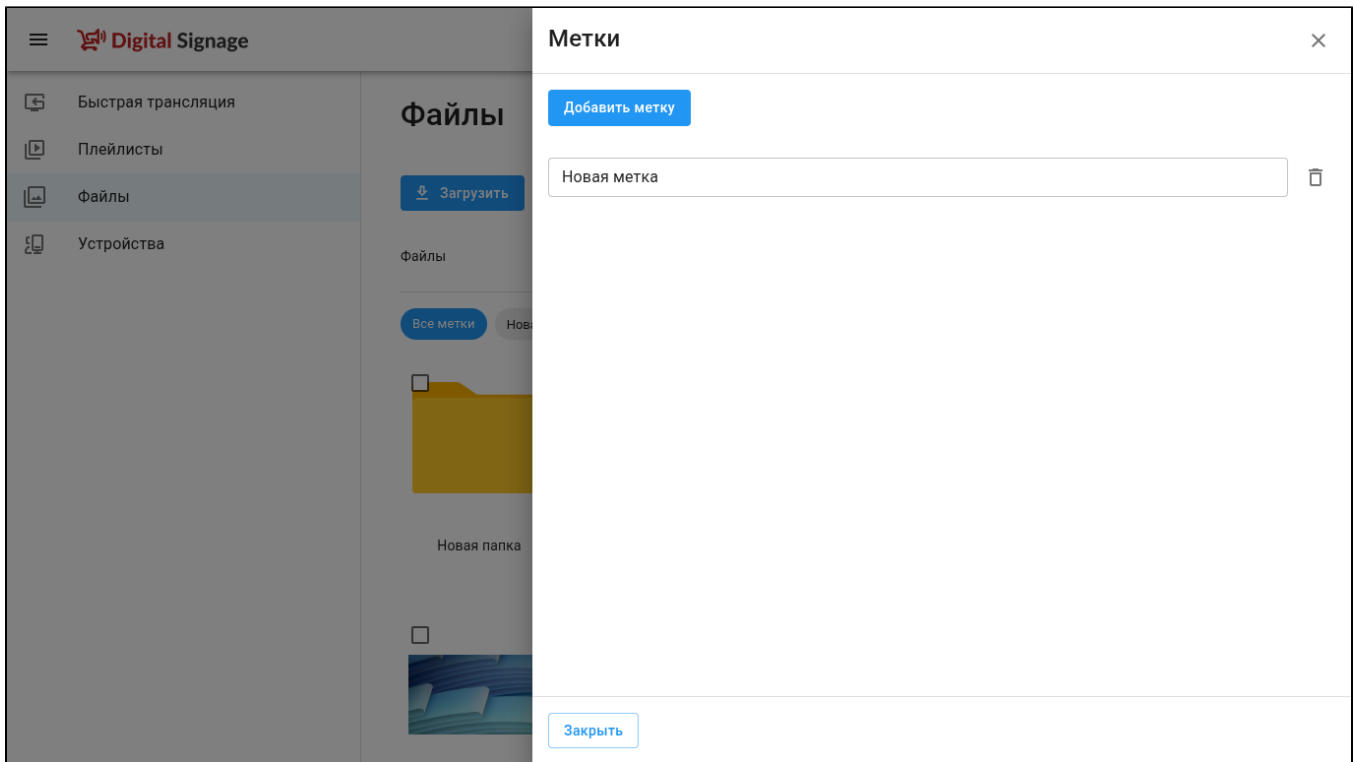 Digital Signage
Быстрая трансляция
Плейлисты
Файлы
Устройства
Файлы
Загрузить
Файлы
Все метки
Новая папка
Метки
Добавить метку
Новая метка
Закрыть